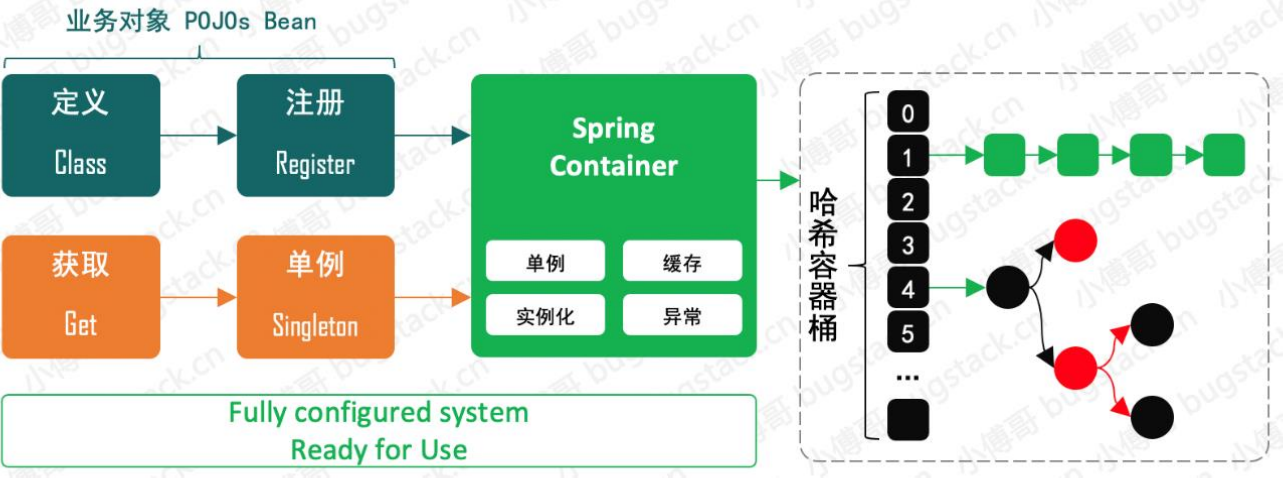 业务对象 POJOs Bean
定义
Class
注册
Register
获取
Get
单例
Singleton
Spring
Container
单例
缓存
实例化
异常
Fully configured system
Ready for Use
哈希容器桶
0
1
2
3
4
5
...
小傅哥 bugstack.cn